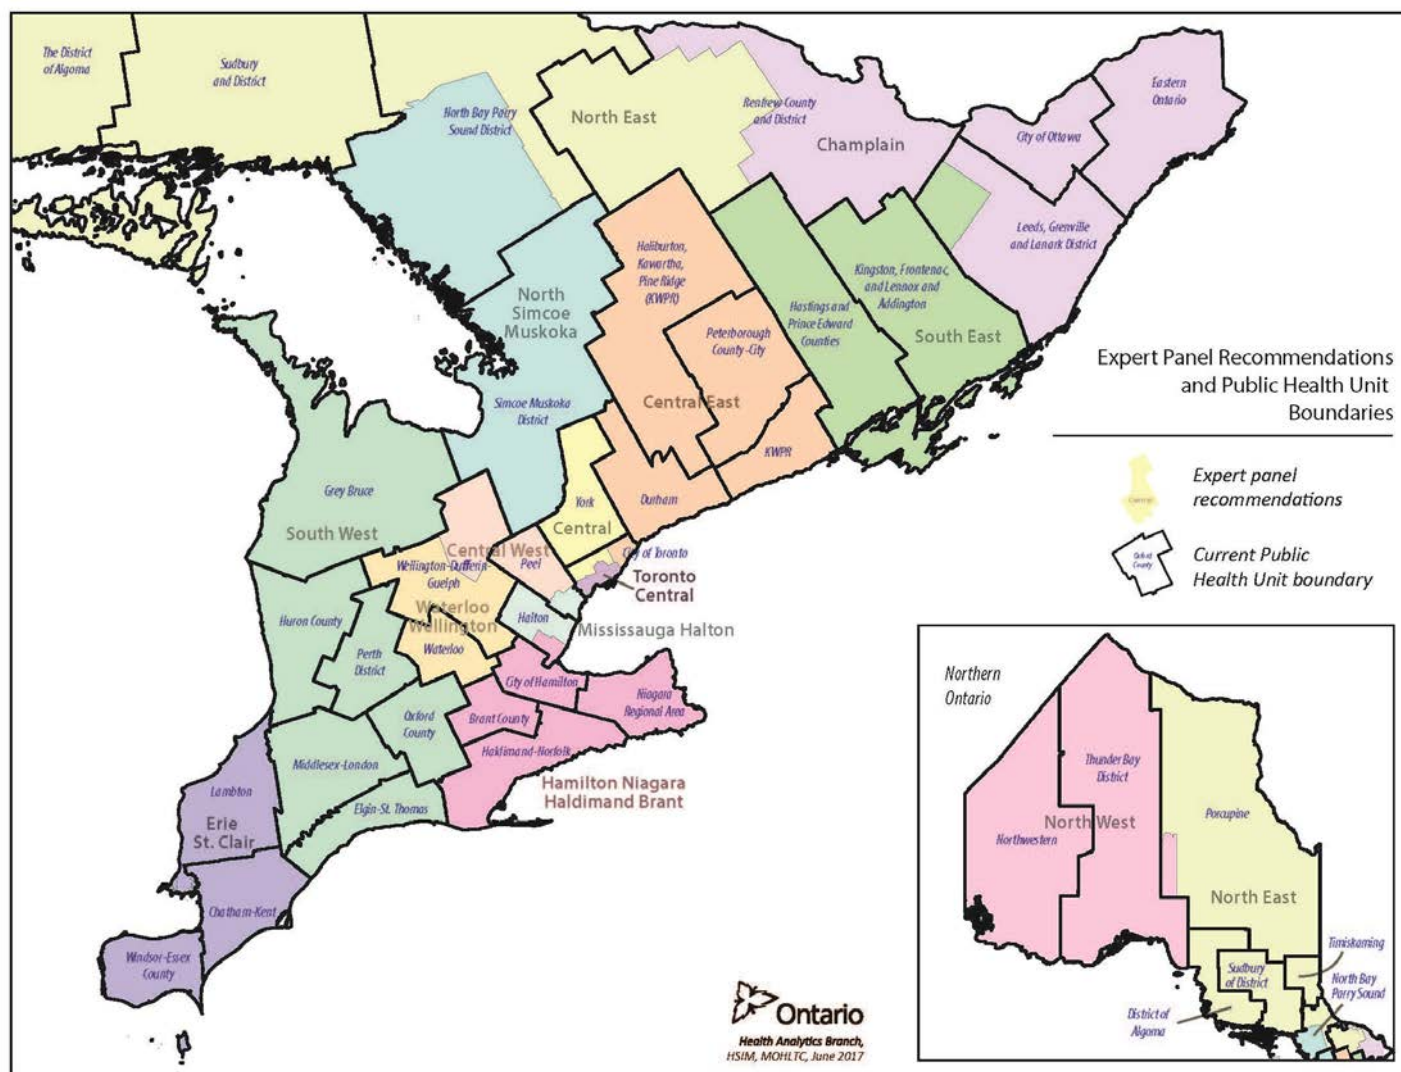 The District
of Algoma
Sudbury
and District
North Bay Parry
Sound District
North East
Renfrew County
and District
Champlain
City of Ottawa
Eastern
Ontario
Leeds, Grenville
and Lanark District
Haliburton,
Kawartha,
Pine Ridge
(KWPR)
Kingston, Frontenac,
and Lennox and
Addington
Hastings and
Prince Edward
Counties
South East
North
Simcoe
Muskoka
Peterborough
County-City
Central East
Simcoe Muskoka
District
KWPR
Durham
York
Central
Grey Bruce
South West
Central West
Peel
Wellington-Dufferin-
Guelph
City of Toronto
Toronto
Central
Waterloo
Wellington
Halton
Mississauga Halton
Huron County
Perth
District
Waterloo
City of Hamilton
Niagara
Regional Area
Oxford
County
Brant County
Haldimand-Norfolk
Hamilton Niagara
Haldimand Brant
Middlesex-London
Elgin-St. Thomas
Lambton
Erie
St. Clair
Chatham-Kent
Windsor-Essex
County
Expert Panel Recommendations
and Public Health Unit
Boundaries
Central
Expert panel
recommendations
Oxford
County
Current Public
Health Unit boundary
Northern
Ontario
Thunder Bay
District
North West
Northwestern
Porcupine
North East
Timiskaming
Sudbury
of District
North Bay
Parry Sound
District of
Algoma
Ontario
Health Analytics Branch,
HSIM, MOHLTC, June 2017